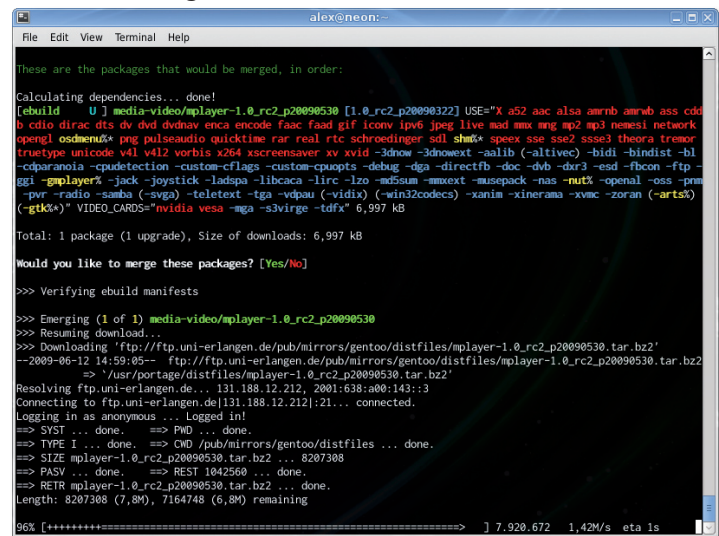 alex@neon:~
File Edit View Terminal Help
These are the packages that would be merged, in order:
Calculating dependencies... done!
[ebuild     U ] media-video/mplayer-1.0_rc2_p20090530 [1.0_rc2_p20090322] USE="X a52 aac alsa amrnb amrwb ass cdd
b cdio dirac dts dv dvd dvdnav enca encode faac faad gif iconv ipv6 jpeg live mad mmx mng mp2 mp3 nemesi network
opengl osdmenu%* png pulseaudio quicktime rar real rtc schroedinger sdl shm%* speex sse sse2 ssse3 theora tremor
truetype unicode v4l v4l2 vorbis x264 xscreensaver xv xvid -3dnow -3dnowext -aalib (-altivec) -bidi -bindist -bl
-cdparanoia -cpudetection -custom-cflags -custom-cpuopts -debug -dga -directfb -doc -dvb -dxr3 -esd -fbcon -ftp -
ggi -gmplayer% -jack -joystick -ladspa -libcaca -lirc -lzo -md5sum -mmxext -musepack -nas -nut% -openal -oss -pnm
-pvr -radio -samba (-svga) -teletext -tga -vdpau (-vidix) (-win32codecs) -xanim -xinerama -xvmc -zoran (-arts%)
(-gtk%*)" VIDEO_CARDS="nvidia vesa -mga -s3virge -tdfx" 6,997 kB
Total: 1 package (1 upgrade), Size of downloads: 6,997 kB
Would you like to merge these packages? [Yes/No]
>>> Verifying ebuild manifests
>>> Emerging (1 of 1) media-video/mplayer-1.0_rc2_p20090530
>>> Resuming download...
>>> Downloading 'ftp://ftp.uni-erlangen.de/pub/mirrors/gentoo/distfiles/mplayer-1.0_rc2_p20090530.tar.bz2'
--2009-06-12 14:59:05--  ftp://ftp.uni-erlangen.de/pub/mirrors/gentoo/distfiles/mplayer-1.0_rc2_p20090530.tar.bz2
=> `/usr/portage/distfiles/mplayer-1.0_rc2_p20090530.tar.bz2'
Resolving ftp.uni-erlangen.de... 131.188.12.212, 2001:638:a00:143::3
Connecting to ftp.uni-erlangen.de|131.188.12.212|:21... connected.
Logging in as anonymous ... Logged in!
==> SYST ... done.    ==> PWD ... done.
==> TYPE I ... done.  ==> CWD /pub/mirrors/gentoo/distfiles ... done.
==> SIZE mplayer-1.0_rc2_p20090530.tar.bz2 ... 8207308
==> PASV ... done.    ==> REST 1042560 ... done.
==> RETR mplayer-1.0_rc2_p20090530.tar.bz2 ... done.
Length: 8207308 (7,8M), 7164748 (6,8M) remaining
96% [+++++++++==========================================================>   ] 7.920.672   1,42M/s  eta 1s